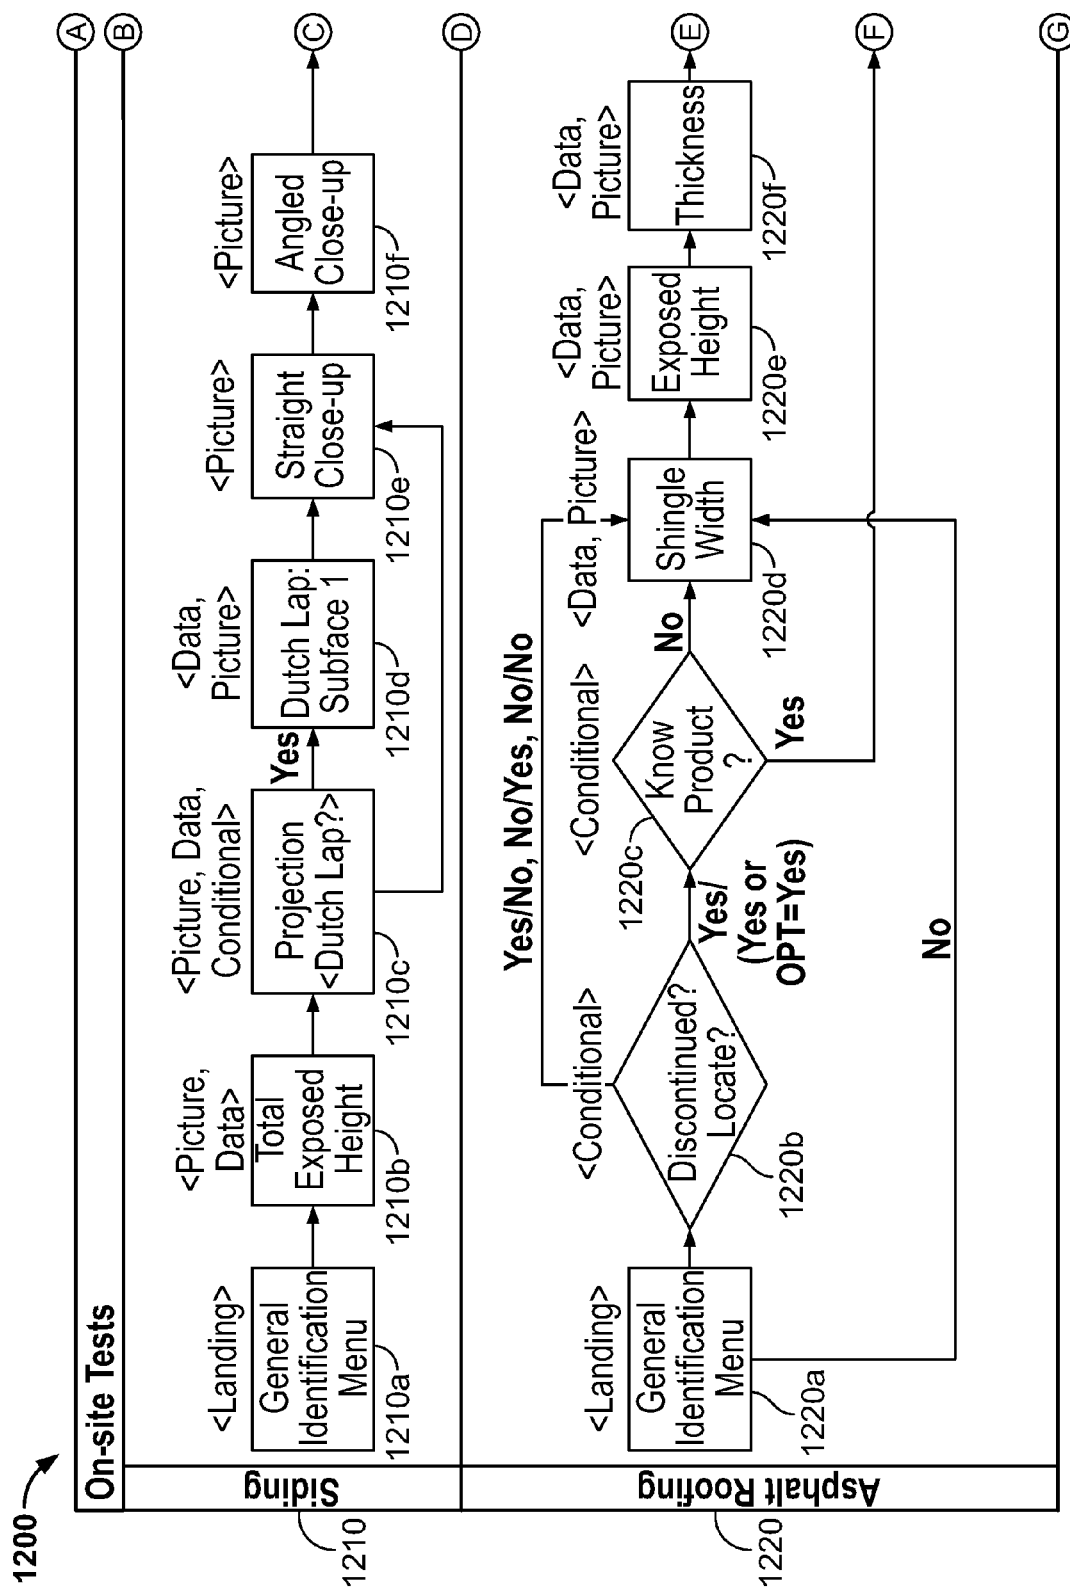 1200
On-site Tests
A
B
Siding
1210
<Landing>
General
Identification
Menu
1210a
<Picture,
Data>
Total
Exposed
Height
1210b
<Picture, Data,
Conditional>
Projection
<Dutch Lap?>
1210c
Yes
<Data,
Picture>
Dutch Lap:
Subface 1
1210d
<Picture>
Straight
Close-up
1210e
<Picture>
Angled
Close-up
1210f
C
D
Asphalt Roofing
1220
<Landing>
General
Identification
Menu
1220a
<Conditional>
Discontinued?
Locate?
1220b
Yes/No, No/Yes, No/No
Yes/
(Yes or
OPT=Yes)
<Conditional>
Know
Product
?
1220c
No
Yes
No
<Data, Picture>
Shingle
Width
1220d
<Data,
Picture>
Exposed
Height
1220e
<Data,
Picture>
Thickness
1220f
E
F
G